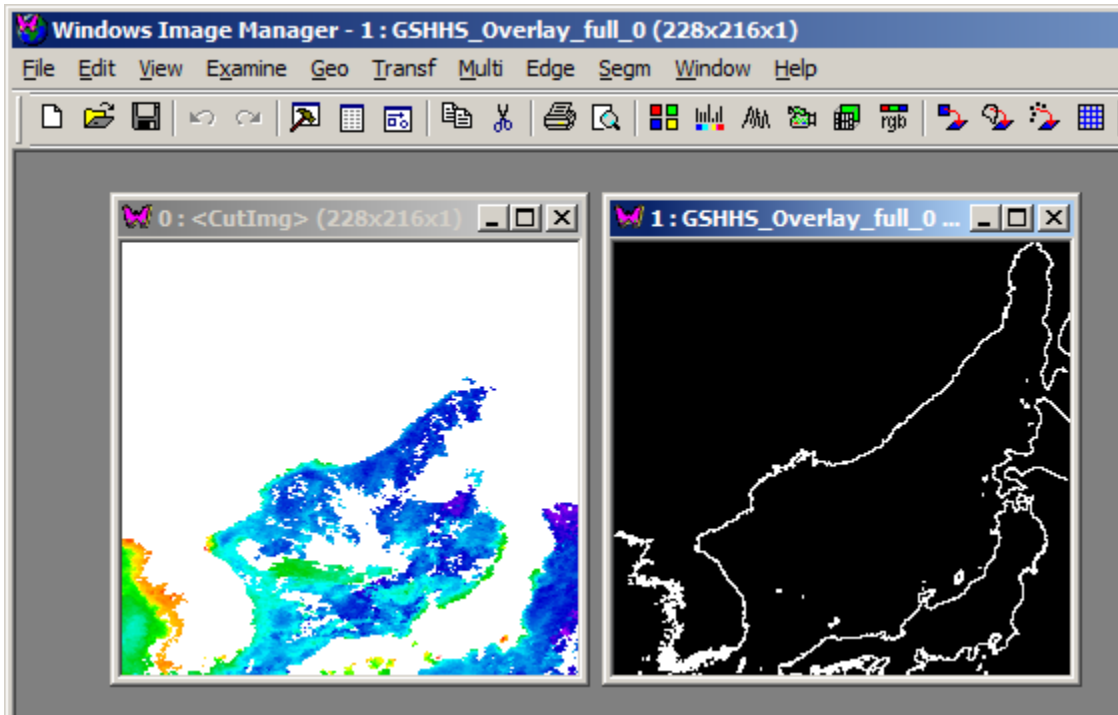 Windows Image Manager - 1 : GSHHS_Overlay_full_0 (228x216x1)
File Edit View Examine Geo Transf Multi Edge Segm Window Help
rgb
0 : <CutImg> (228x216x1)
1 : GSHHS_Overlay_full_0 ...